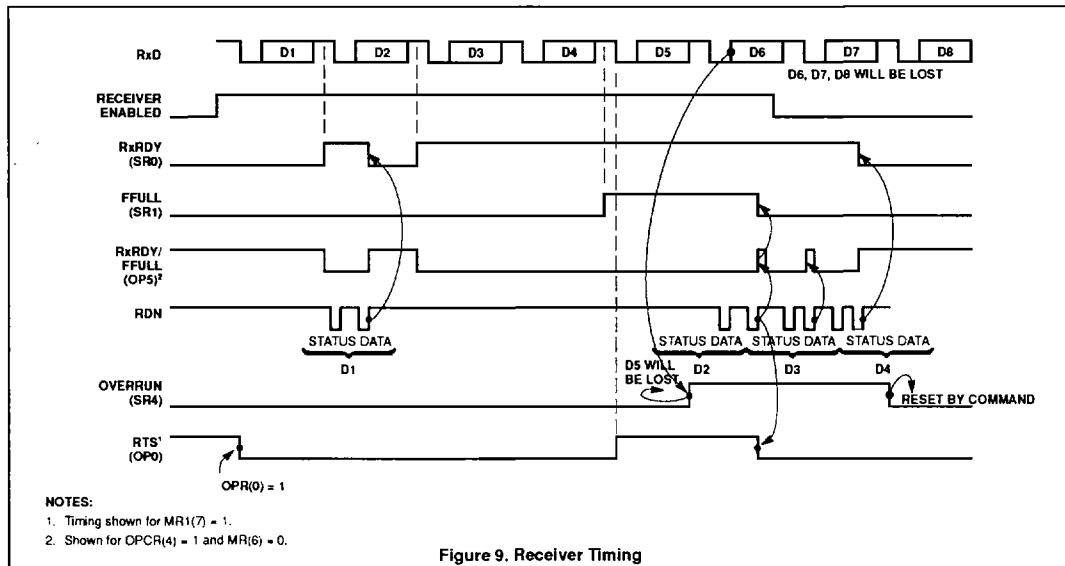 RxD
D1 D2 D3 D4 D5 D6 D7 D8
D6, D7, D8 WILL BE LOST
RECEIVER
ENABLED
RxRDY
(SR0)
FFULL
(SR1)
RxRDY/
FFULL
(OP5)²
RDN
STATUS DATA STATUS DATA STATUS DATA STATUS DATA
D1 D2 D3 D4
D5 WILL
BE LOST
OVERRUN
(SR4)
RESET BY COMMAND
RTS¹
(OP0)
OPR(0) = 1
NOTES:
1. Timing shown for MR1(7) = 1.
2. Shown for OPCR(4) = 1 and MR(6) = 0.
Figure 9. Receiver Timing